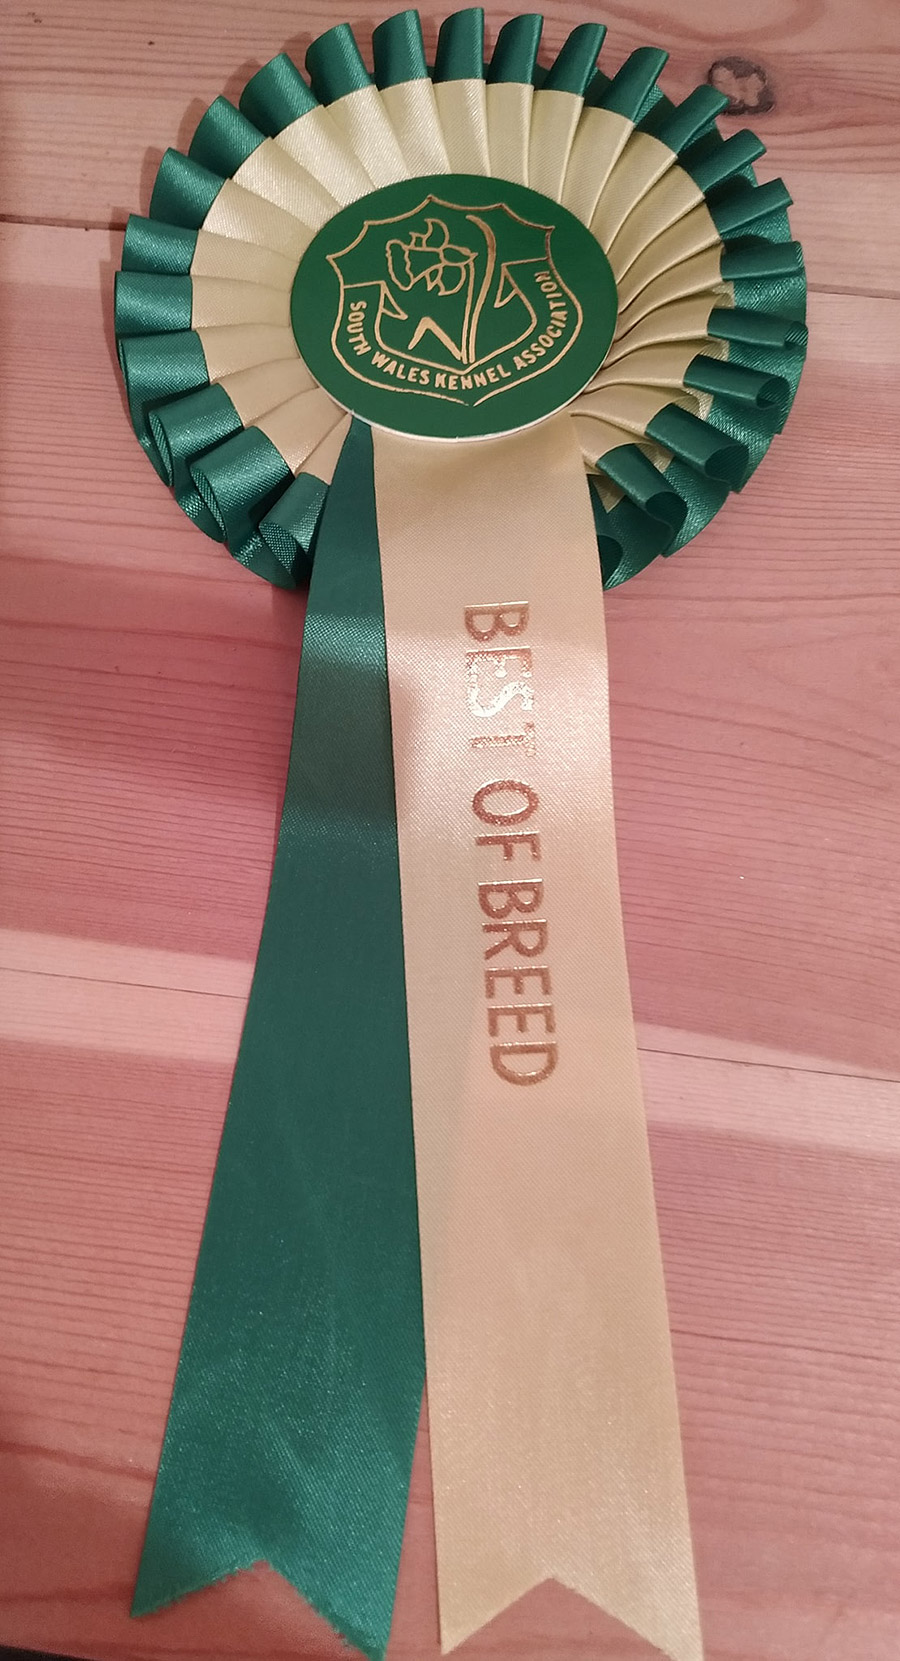 SOUTH WALES KENNEL ASSOCIATION
BEST OF BREED